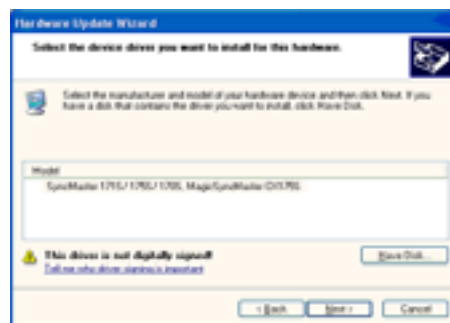 Hardware Update Wizard
Select the device driver you want to install for this hardware.
Select the manufacturer and model of your hardware device and then click Next. If you
have a disk that contains the driver you want to install, click Have Disk.
Model
SyncMaster 171S / 175S / 170S, MagicSyncMaster
This driver is not digitally signed!
Tell me why driver signing is important
Have Disk...
< Back
Next >
Cancel